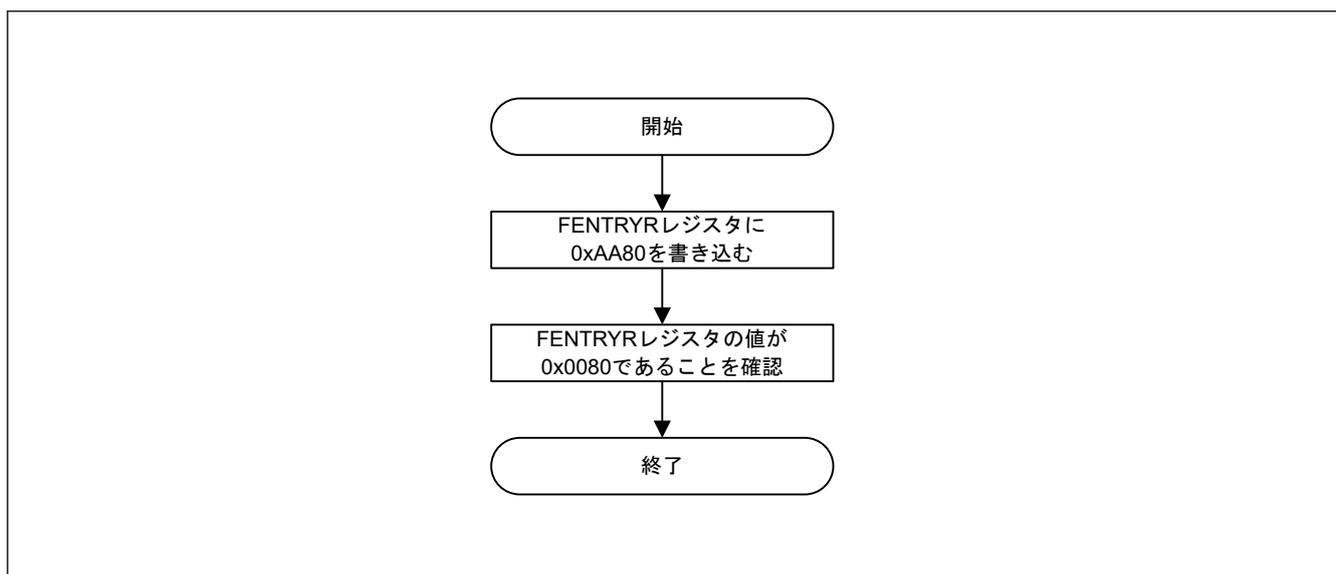 開始
FENTRYRレジスタに
0xAA80を書き込む
FENTRYRレジスタの値が
0x0080であることを確認
終了